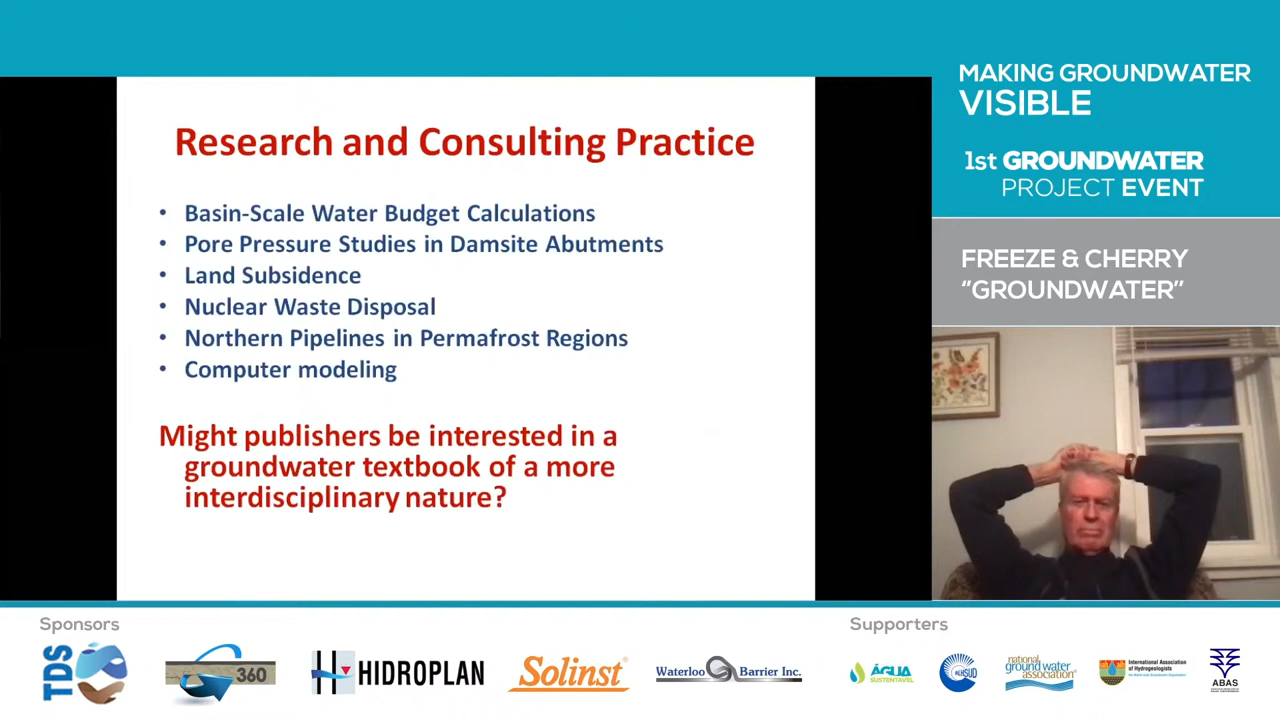 MAKING GROUNDWATER
VISIBLE
1st GROUNDWATER
PROJECT EVENT
FREEZE & CHERRY
“GROUNDWATER”
Research and Consulting Practice
• Basin-Scale Water Budget Calculations
• Pore Pressure Studies in Damsite Abutments
• Land Subsidence
• Nuclear Waste Disposal
• Northern Pipelines in Permafrost Regions
• Computer modeling
Might publishers be interested in a
groundwater textbook of a more
interdisciplinary nature?
Sponsors
TDS
360
HIDROPLAN
Solinst
Waterloo Barrier Inc.
Supporters
ÁGUA
SUSTENTÁVEL
ALHSUD
national
ground water
association
International Association
of Hydrogeologists
ABAS